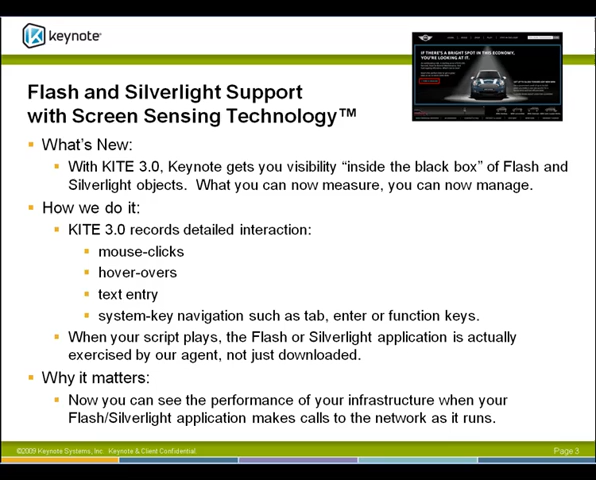 keynote
IF THERE'S A BRIGHT SPOT IN THIS ECONOMY,
YOU'RE LOOKING AT IT.
Flash and Silverlight Support
with Screen Sensing Technology™
What's New:
With KITE 3.0, Keynote gets you visibility “inside the black box” of Flash and
Silverlight objects.  What you can now measure, you can now manage.
How we do it:
KITE 3.0 records detailed interaction:
mouse-clicks
hover-overs
text entry
system-key navigation such as tab, enter or function keys.
When your script plays, the Flash or Silverlight application is actually
exercised by our agent, not just downloaded.
Why it matters:
Now you can see the performance of your infrastructure when your
Flash/Silverlight application makes calls to the network as it runs.
©2009 Keynote Systems, Inc.  Keynote & Client Confidential.
Page 3